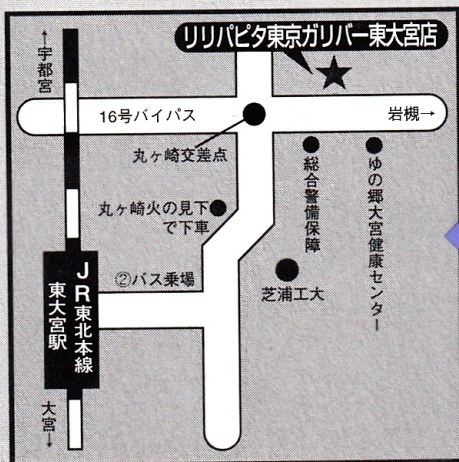 リリパピタ東京ガリバー東大宮店
←宇都宮
16号バイパス
岩槻→
丸ヶ崎交差点
丸ヶ崎火の見下
で下車
総合警備保障
ゆの郷大宮健康センター
②バス乗場
芝浦工大
JR東北本線
東大宮駅
大宮→